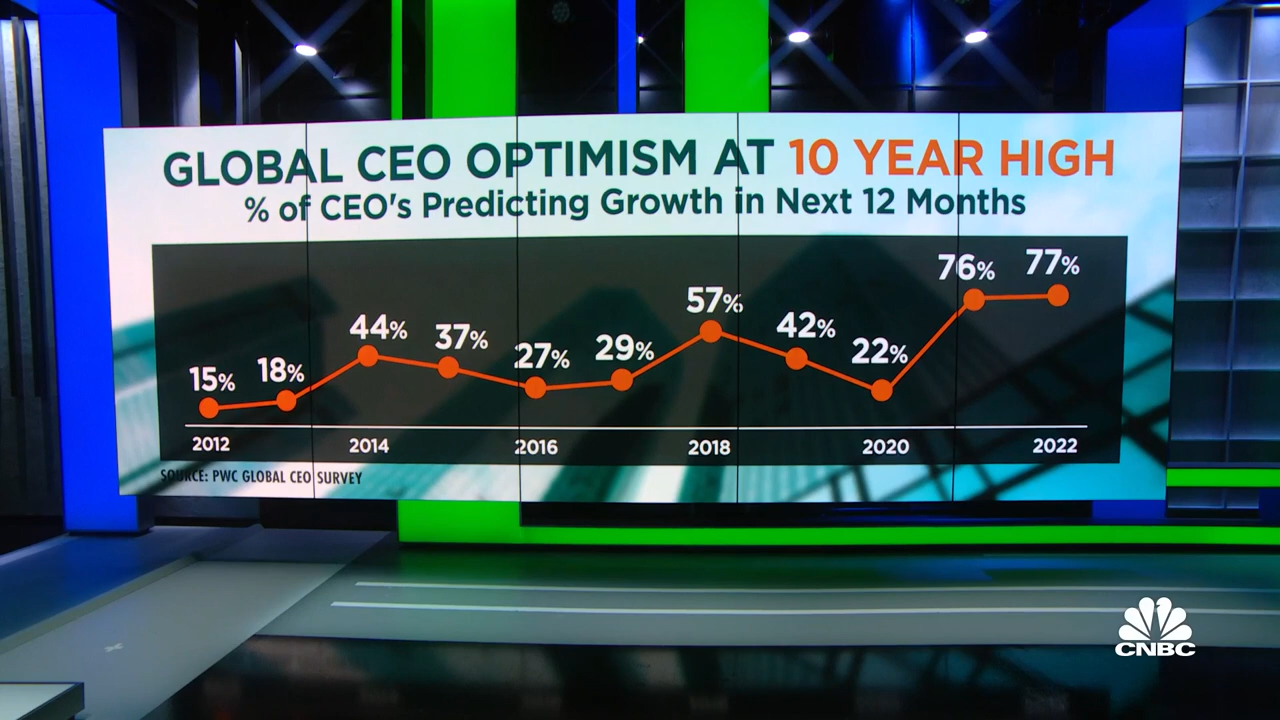 GLOBAL CEO OPTIMISM AT 10 YEAR HIGH
% of CEO's Predicting Growth in Next 12 Months
15% 18% 44% 37% 27% 29% 57% 42% 22% 76% 77%
2012 2014 2016 2018 2020 2022
SOURCE: PWC GLOBAL CEO SURVEY
CNBC